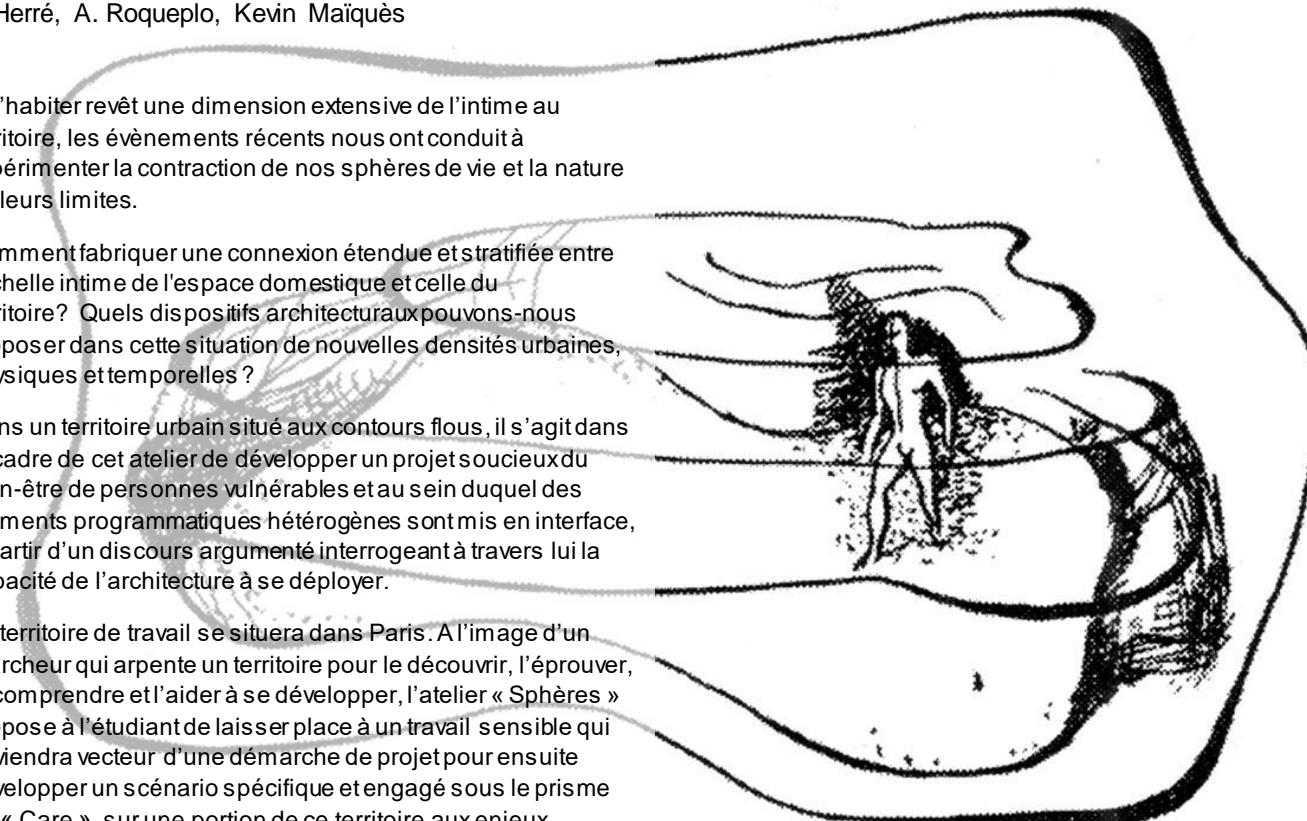 Herré, A. Roqueplo, Kevin Maïquès
'habiter revêt une dimension extensive de l'intime au
ritoire, les évènements récents nous ont conduit à
périmenter la contraction de nos sphères de vie et la nature
leurs limites.
mment fabriquer une connexion étendue et stratifiée entre
chelle intime de l'espace domestique et celle du
ritoire? Quels dispositifs architecturaux pouvons-nous
poser dans cette situation de nouvelles densités urbaines,
ysiques et temporelles ?
ns un territoire urbain situé aux contours flous, il s'agit dans
cadre de cet atelier de développer un projet soucieux du
n-être de personnes vulnérables et au sein duquel des
ments programmatiques hétérogènes sont mis en interface,
artir d'un discours argumenté interrogeant à travers lui la
pacité de l'architecture à se déployer.
territoire de travail se situera dans Paris. A l'image d'un
rcheur qui arpente un territoire pour le découvrir, l'éprouver,
comprendre et l'aider à se développer, l'atelier « Sphères »
pose à l'étudiant de laisser place à un travail sensible qui
viendra vecteur d'une démarche de projet pour ensuite
velopper un scénario spécifique et engagé sous le prisme
« Care » sur une portion de ce territoire aux enjeux